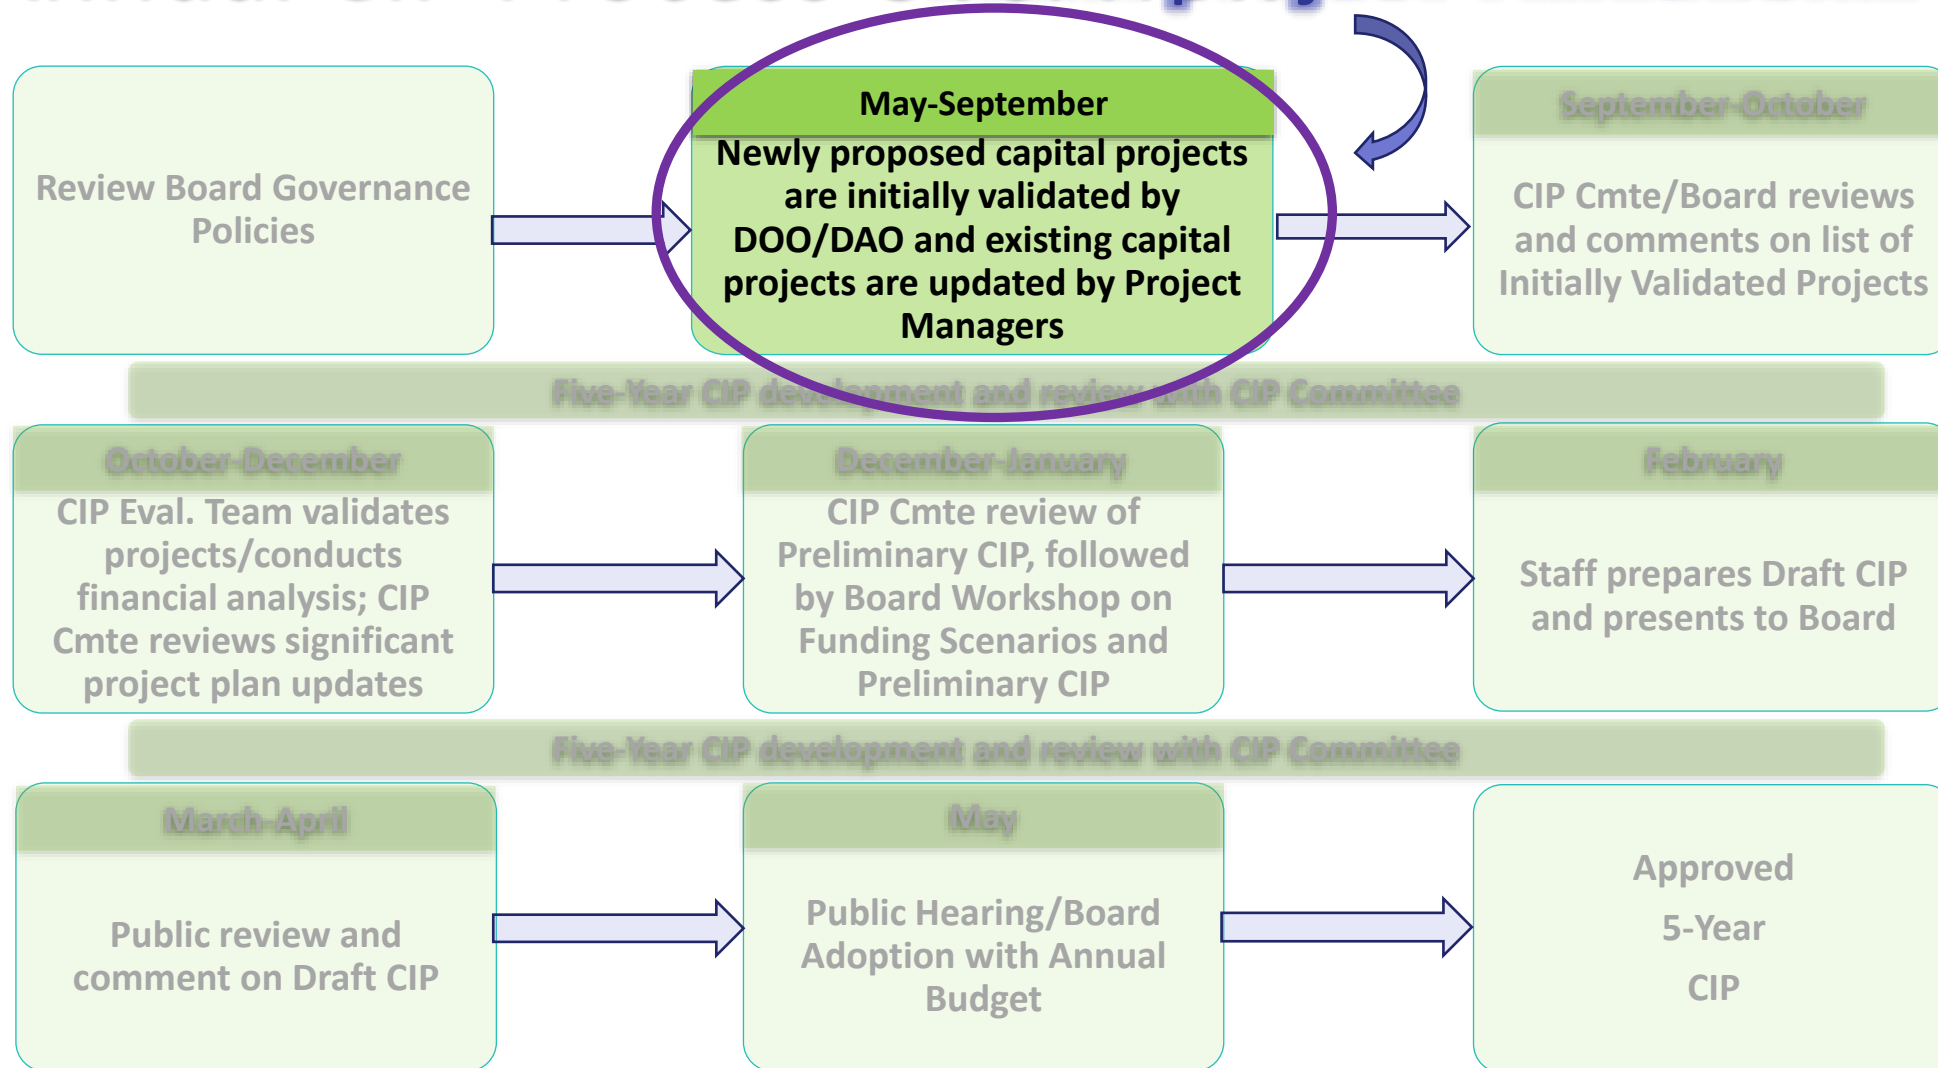 Review Board Governance
Policies
May-September
Newly proposed capital projects
are initially validated by
DOO/DAO and existing capital
projects are updated by Project
Managers
September-October
CIP Cmte/Board reviews
and comments on list of
Initially Validated Projects
Five-Year CIP development and review with CIP Committee
October-December
CIP Eval. Team validates
projects/conducts
financial analysis; CIP
Cmte reviews significant
project plan updates
December-January
CIP Cmte review of
Preliminary CIP, followed
by Board Workshop on
Funding Scenarios and
Preliminary CIP
February
Staff prepares Draft CIP
and presents to Board
Five-Year CIP development and review with CIP Committee
March-April
Public review and
comment on Draft CIP
May
Public Hearing/Board
Adoption with Annual
Budget
Approved
5-Year
CIP